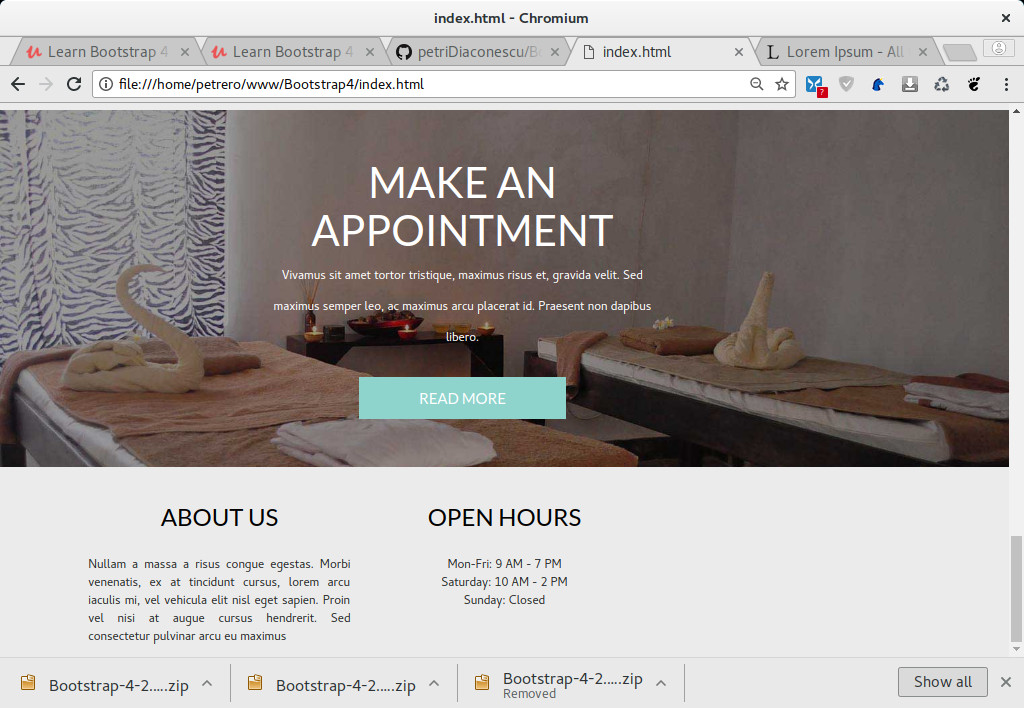 index.html - Chromium
Learn Bootstrap 4
Learn Bootstrap 4
petriDiaconescu/Bo
index.html
Lorem Ipsum - All
file:///home/petrero/www/Bootstrap4/index.html
?
MAKE AN
APPOINTMENT
Vivamus sit amet tortor tristique, maximus risus et, gravida velit. Sed
maximus semper leo, ac maximus arcu placerat id. Praesent non dapibus
libero.
READ MORE
ABOUT US
Nullam a massa a risus congue egestas. Morbi
venenatis, ex at tincidunt cursus, lorem arcu
iaculis mi, vel vehicula elit nisl eget sapien. Proin
vel nisi at augue cursus hendrerit. Sed
consectetur pulvinar arcu eu maximus
OPEN HOURS
Mon-Fri: 9 AM - 7 PM
Saturday: 10 AM - 2 PM
Sunday: Closed
Bootstrap-4-2.....zip
Bootstrap-4-2.....zip
Bootstrap-4-2.....zip
Removed
Show all